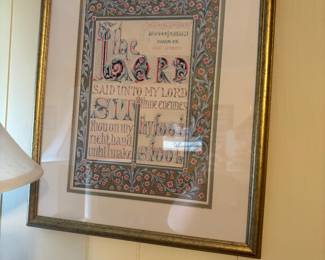 The
LORD
SAID UNTO MY LORD
SIT
thou on my
right hand
until I make
thine enemies
thy foot
stool